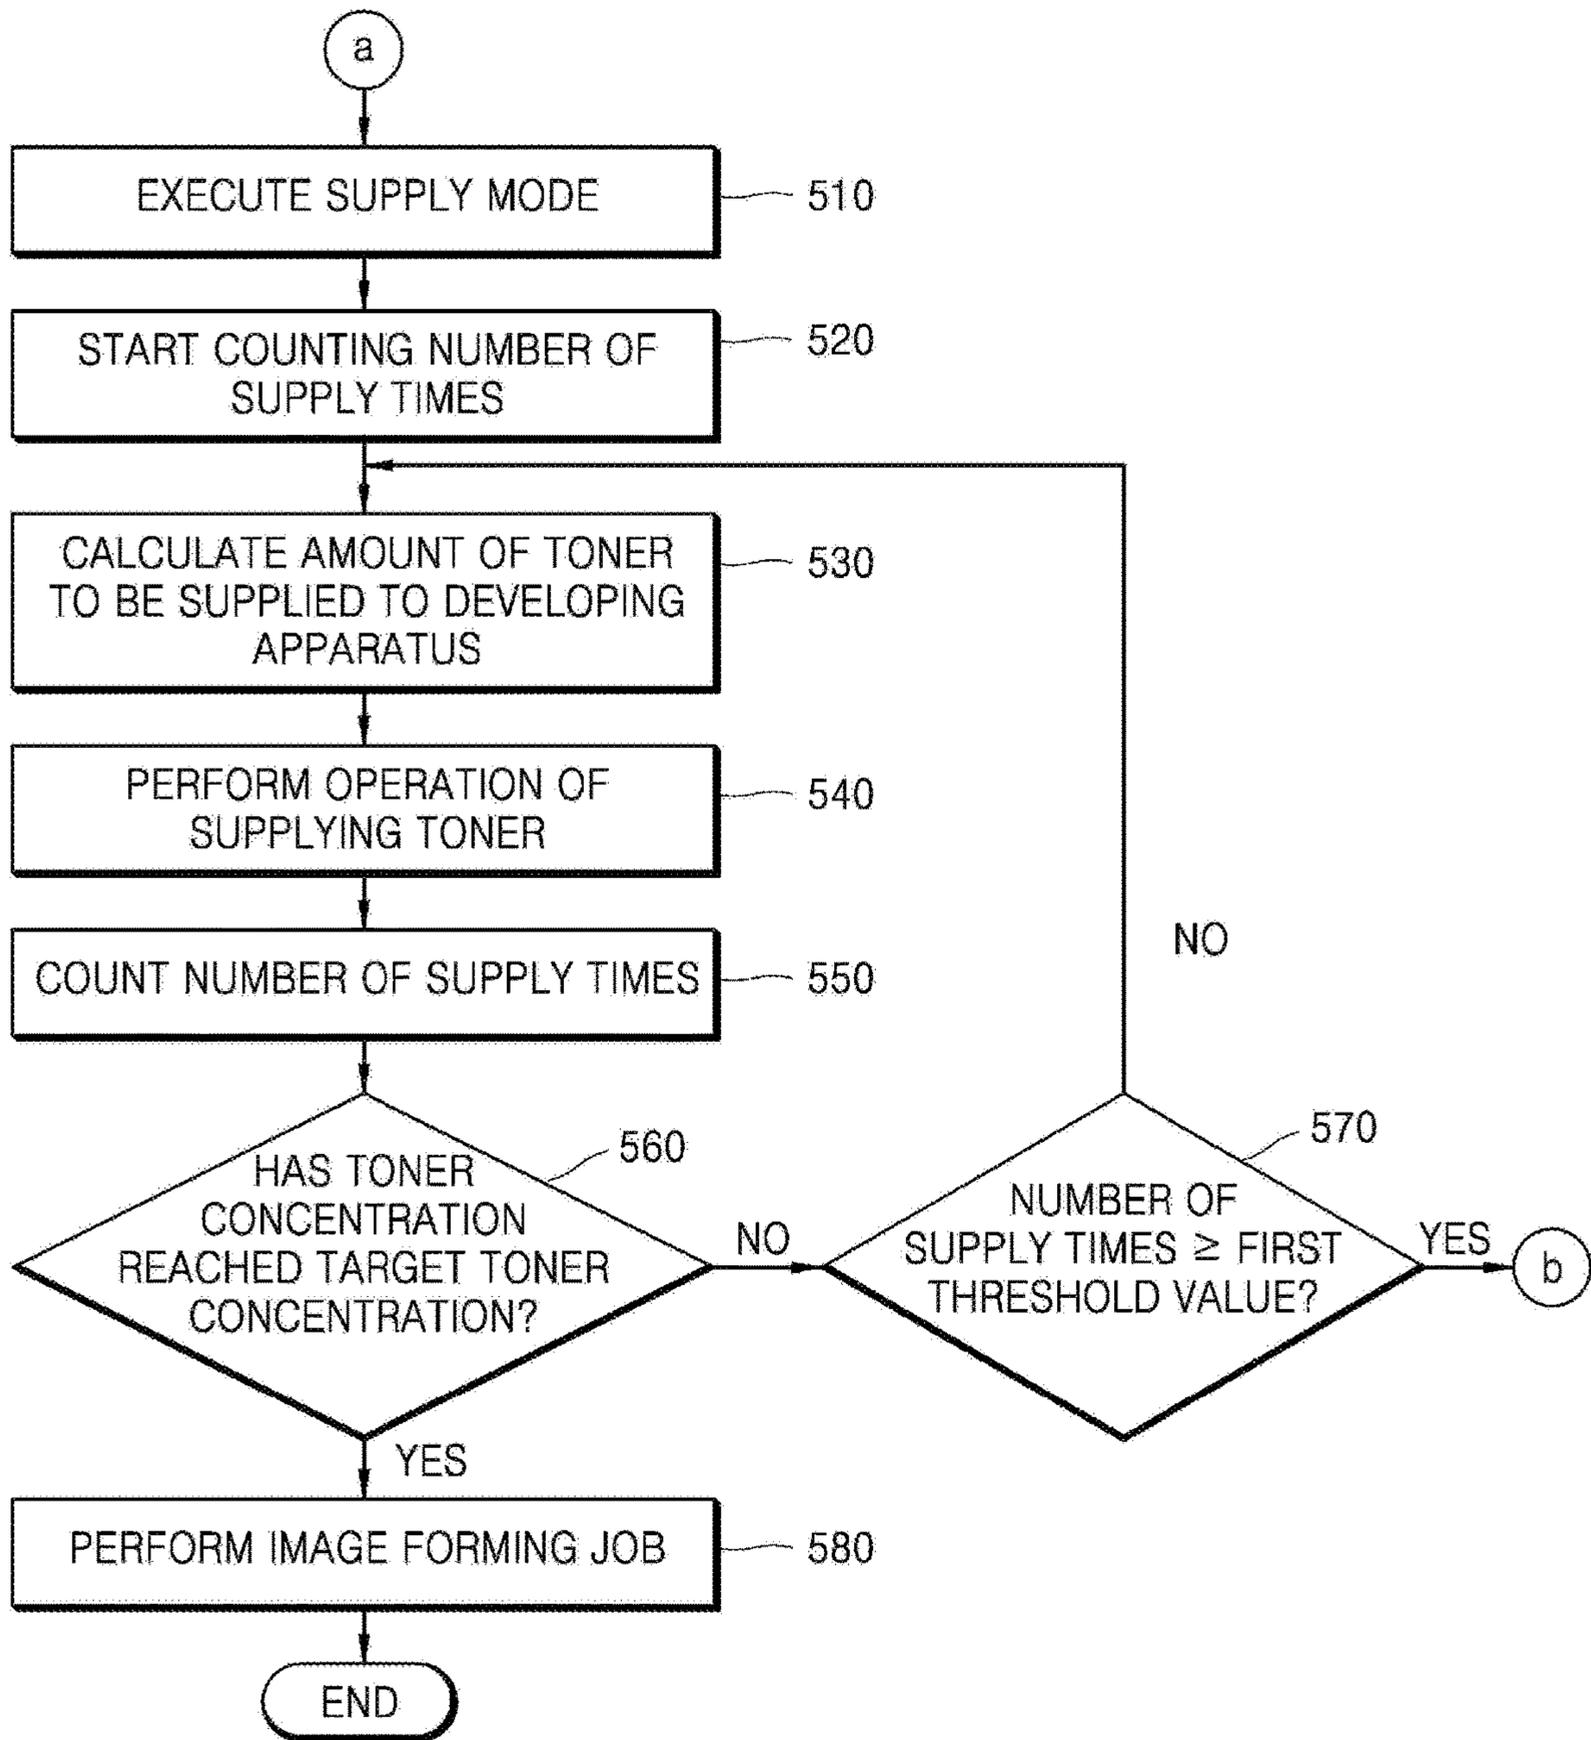 a
EXECUTE SUPPLY MODE
510
START COUNTING NUMBER OF
SUPPLY TIMES
520
CALCULATE AMOUNT OF TONER
TO BE SUPPLIED TO DEVELOPING
APPARATUS
530
PERFORM OPERATION OF
SUPPLYING TONER
540
COUNT NUMBER OF SUPPLY TIMES
550
HAS TONER
CONCENTRATION
REACHED TARGET TONER
CONCENTRATION?
560
NO
NUMBER OF
SUPPLY TIMES ≥ FIRST
THRESHOLD VALUE?
570
NO
YES
b
YES
PERFORM IMAGE FORMING JOB
580
END